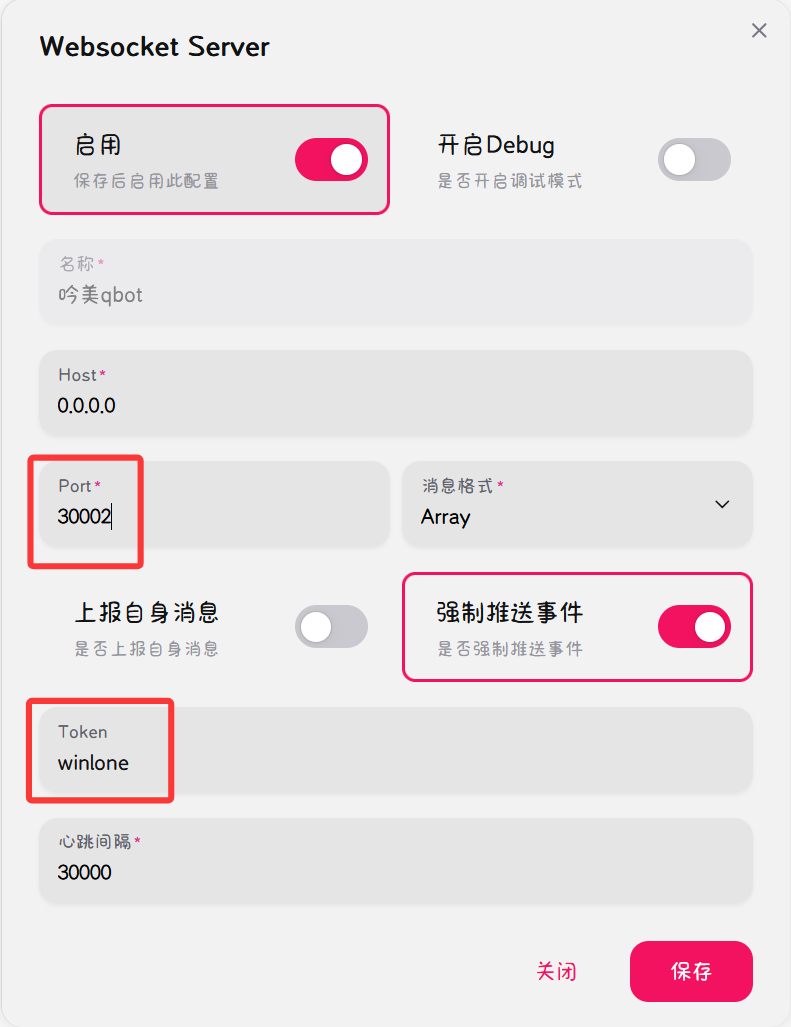 Websocket Server
启用
保存后启用此配置
开启Debug
是否开启调试模式
名称*
吟美qbot
Host*
0.0.0.0
Port*
30002
消息格式*
Array
上报自身消息
是否上报自身消息
强制推送事件
是否强制推送事件
Token
winlone
心跳间隔*
30000
关闭
保存